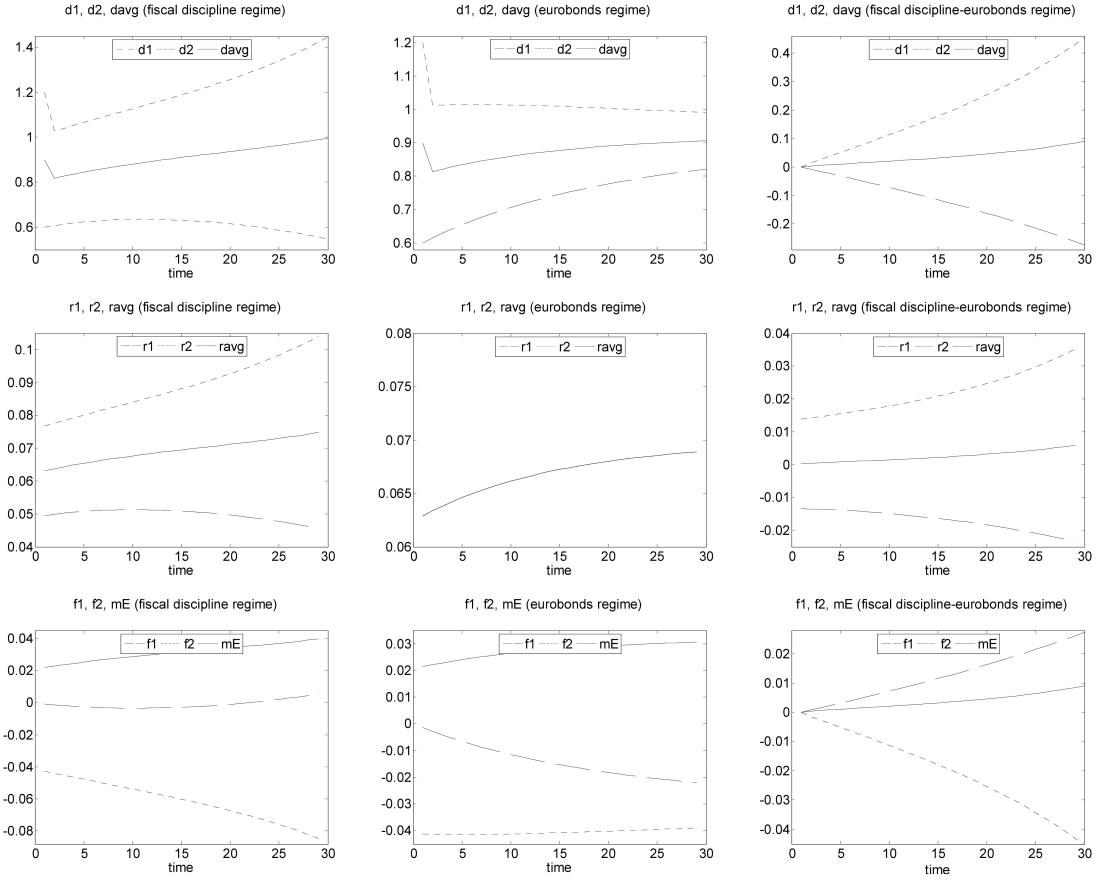 d1, d2, davg (fiscal discipline regime)
d1 d2 davg
1.4
1.2
1
0.8
0.6
0 5 10 15 20 25 30
time
d1, d2, davg (eurobonds regime)
d1 d2 davg
1.2
1.1
1
0.9
0.8
0.7
0.6
0 5 10 15 20 25 30
time
d1, d2, davg (fiscal discipline-eurobonds regime)
d1 d2 davg
0.4
0.3
0.2
0.1
0
-0.1
-0.2
0 5 10 15 20 25 30
time
r1, r2, ravg (fiscal discipline regime)
r1 r2 ravg
0.1
0.09
0.08
0.07
0.06
0.05
0.04
0 5 10 15 20 25 30
time
r1, r2, ravg (eurobonds regime)
r1 r2 ravg
0.08
0.075
0.07
0.065
0.06
0 5 10 15 20 25 30
time
r1, r2, ravg (fiscal discipline-eurobonds regime)
r1 r2 ravg
0.04
0.03
0.02
0.01
0
-0.01
-0.02
0 5 10 15 20 25 30
time
f1, f2, mE (fiscal discipline regime)
f1 f2 mE
0.04
0.02
0
-0.02
-0.04
-0.06
-0.08
0 5 10 15 20 25 30
time
f1, f2, mE (eurobonds regime)
f1 f2 mE
0.03
0.02
0.01
0
-0.01
-0.02
-0.03
-0.04
0 5 10 15 20 25 30
time
f1, f2, mE (fiscal discipline-eurobonds regime)
f1 f2 mE
0.02
0.01
0
-0.01
-0.02
-0.03
-0.04
0 5 10 15 20 25 30
time